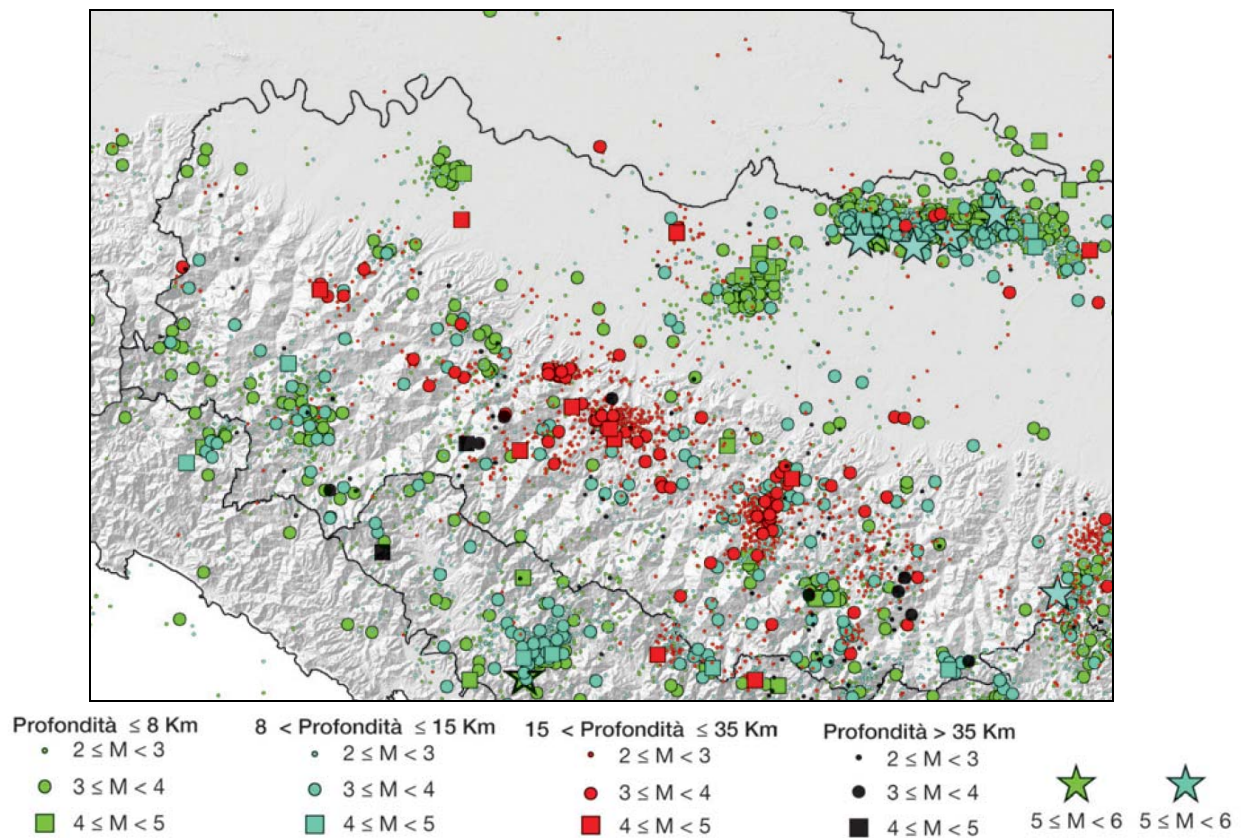 Profondità ≤ 8 Km
2 ≤ M < 3
3 ≤ M < 4
4 ≤ M < 5
8 < Profondità ≤ 15 Km
2 ≤ M < 3
3 ≤ M < 4
4 ≤ M < 5
15 < Profondità ≤ 35 Km
2 ≤ M < 3
3 ≤ M < 4
4 ≤ M < 5
Profondità > 35 Km
2 ≤ M < 3
3 ≤ M < 4
4 ≤ M < 5
5 ≤ M < 6
5 ≤ M < 6